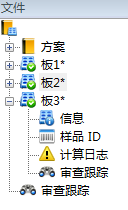 文件
方案
板1*
板2*
板3*
信息
样品 ID
计算日志
审查跟踪
审查跟踪